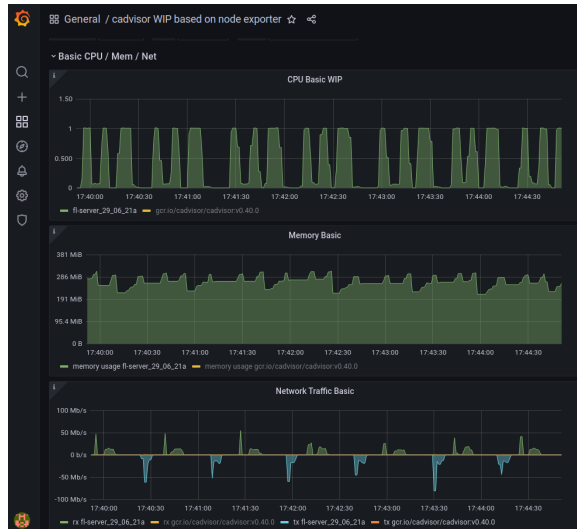 General / cadvisor WIP based on node exporter
Basic CPU / Mem / Net
CPU Basic WIP
1.50
1
0.500
0
17:40:00 17:40:30 17:41:00 17:41:30 17:42:00 17:42:30 17:43:00 17:43:30 17:44:00 17:44:30
fl-server_29_06_21a gcr.io/cadvisor/cadvisor:v0.40.0
Memory Basic
381 MiB
286 MiB
191 MiB
95.4 MiB
0 B
17:40:00 17:40:30 17:41:00 17:41:30 17:42:00 17:42:30 17:43:00 17:43:30 17:44:00 17:44:30
memory usage fl-server_29_06_21a memory usage gcr.io/cadvisor/cadvisor:v0.40.0
Network Traffic Basic
100 Mb/s
50 Mb/s
0 b/s
-50 Mb/s
-100 Mb/s
17:40:00 17:40:30 17:41:00 17:41:30 17:42:00 17:42:30 17:43:00 17:43:30 17:44:00 17:44:30
rx fl-server_29_06_21a rx gcr.io/cadvisor/cadvisor:v0.40.0 tx fl-server_29_06_21a tx gcr.io/cadvisor/cadvisor:v0.40.0